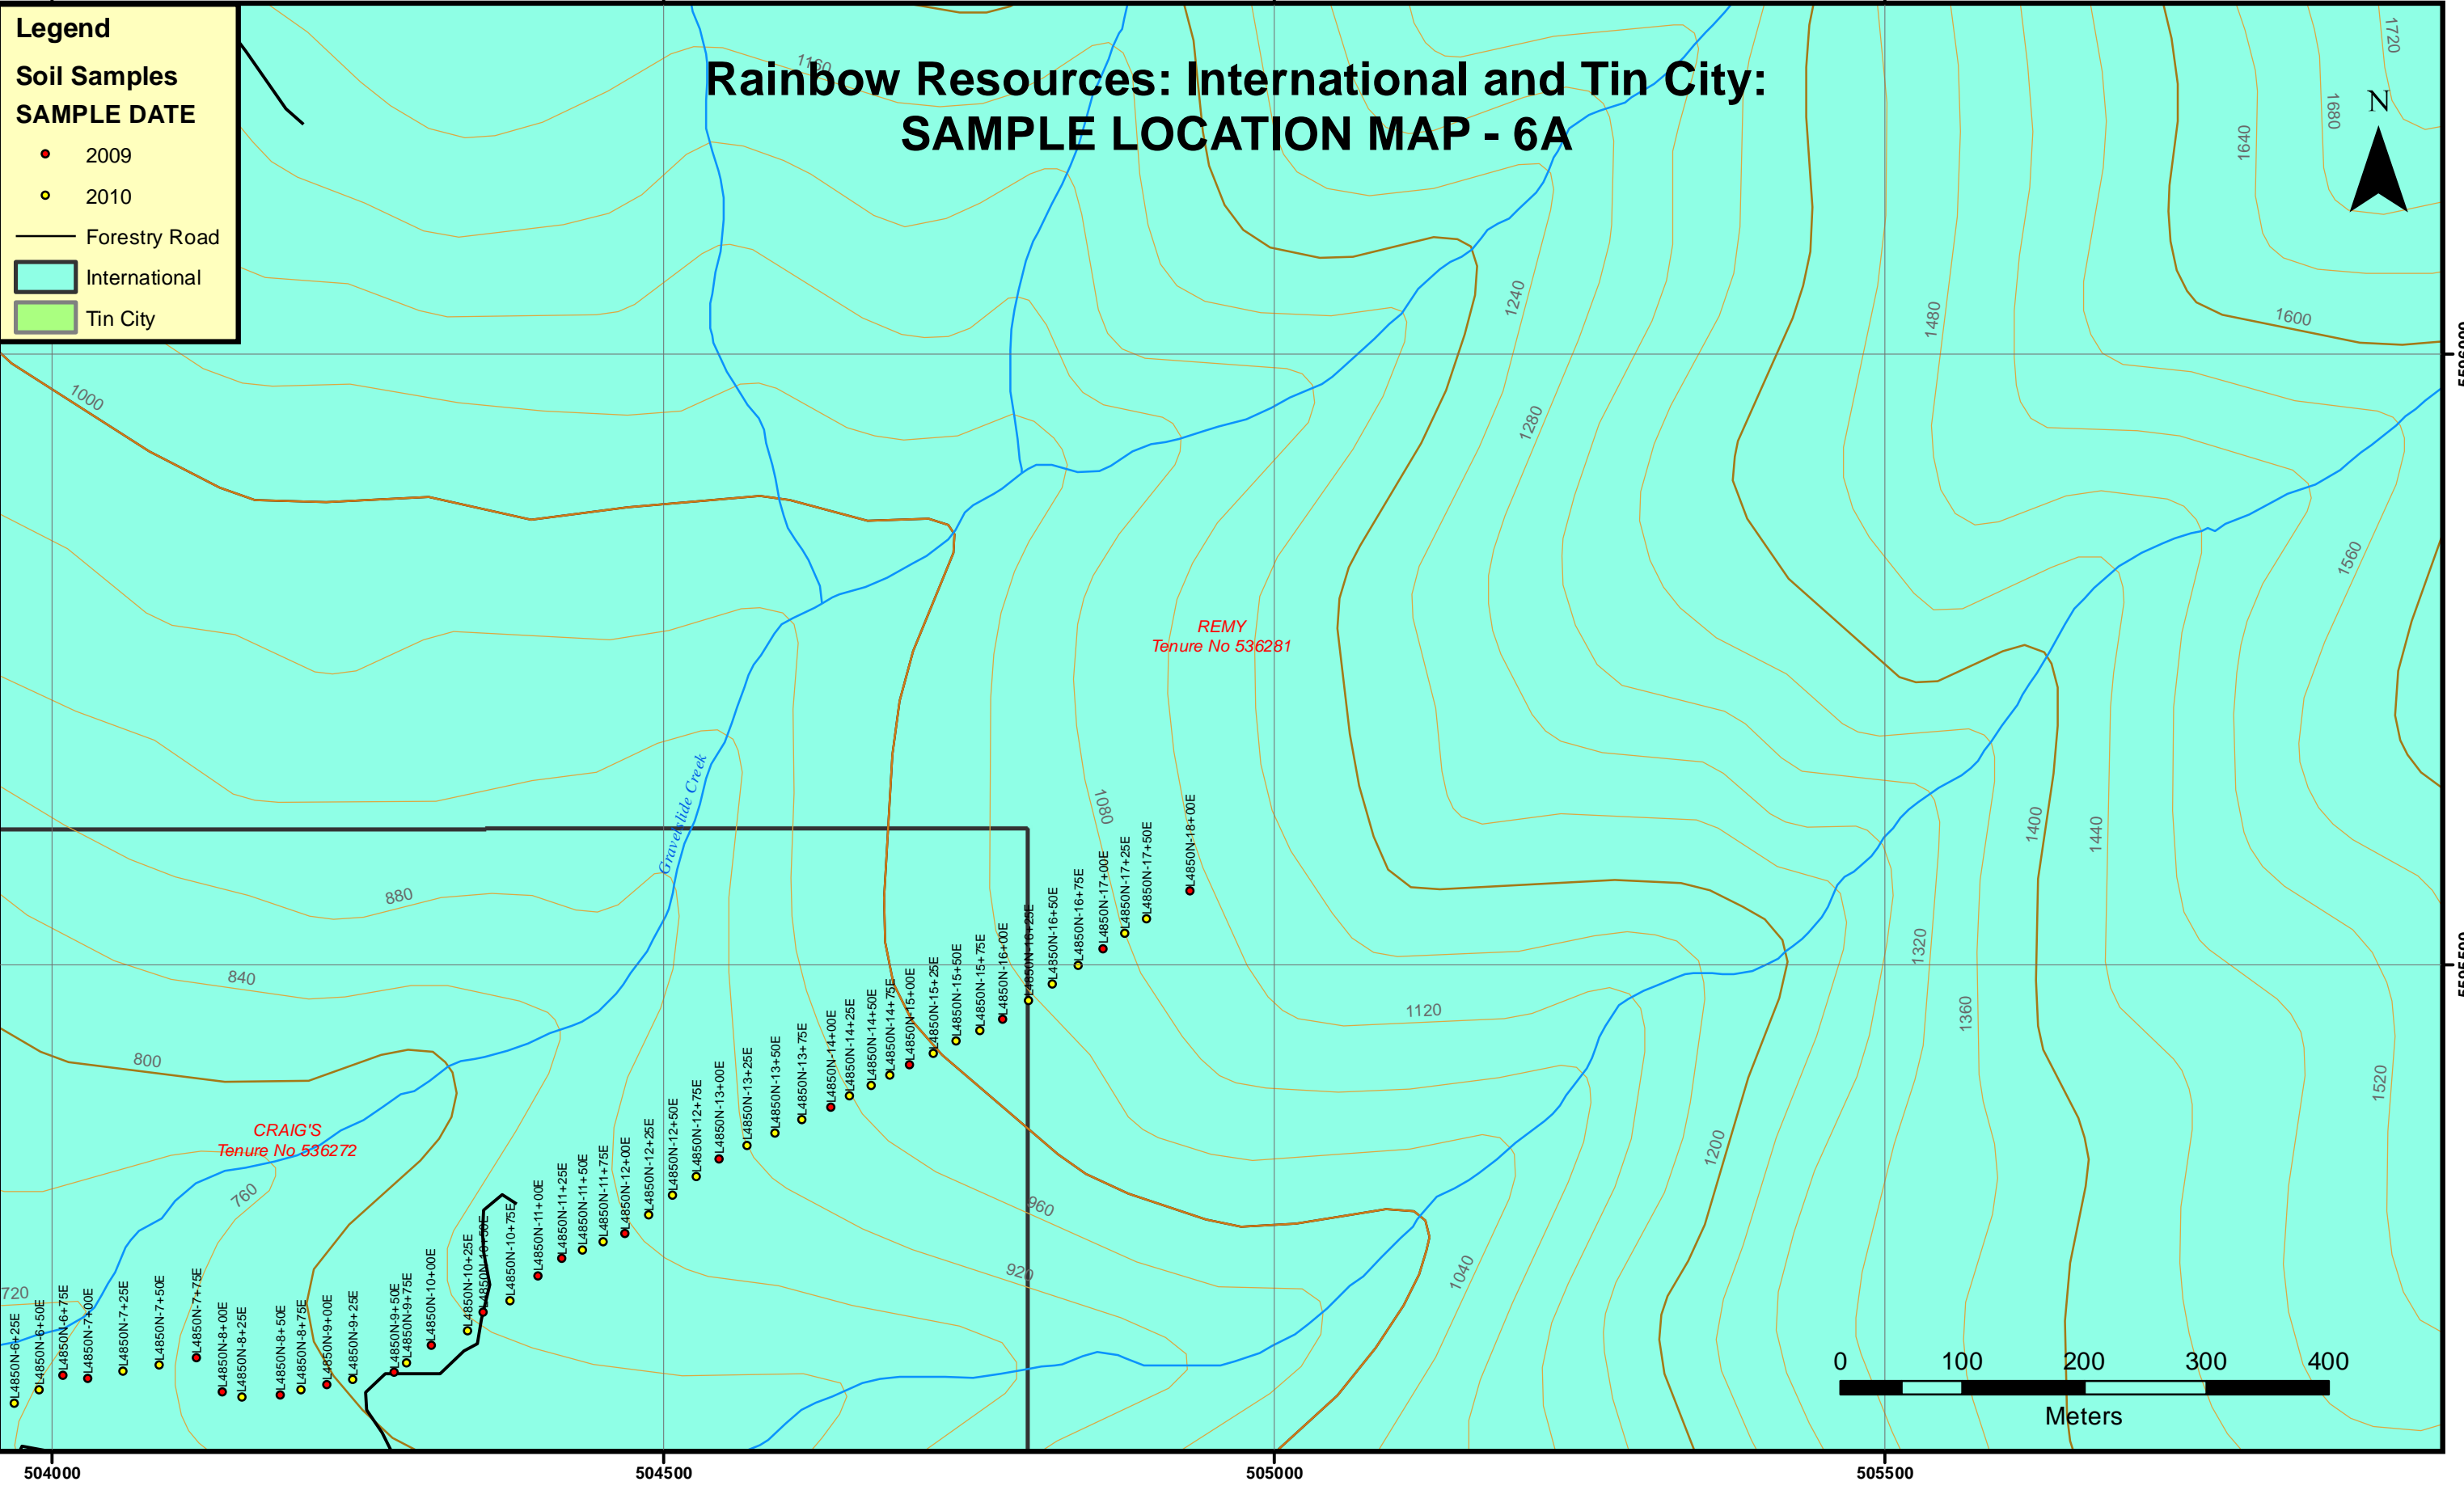 Legend
Soil Samples
SAMPLE DATE
2009
2010
Forestry Road
International
Tin City
Rainbow Resources: International and Tin City:
SAMPLE LOCATION MAP - 6A
N
1160
1720
1680
1640
1600
1240
1480
1280
1000
1560
REMY
Tenure No 536281
Graverslide Creek
1080
1400
1440
880
840
1320
1360
1120
800
1520
CRAIG'S
Tenure No 536272
1200
760
960
920
1040
720
L4850N-6+25E
L4850N-6+50E
L4850N-6+75E
L4850N-7+00E
L4850N-7+25E
L4850N-7+50E
L4850N-7+75E
L4850N-8+00E
L4850N-8+25E
L4850N-8+50E
L4850N-8+75E
L4850N-9+00E
L4850N-9+25E
L4850N-9+50E
L4850N-9+75E
L4850N-10+00E
L4850N-10+25E
L4850N-10+50E
L4850N-10+75E
L4850N-11+00E
L4850N-11+25E
L4850N-11+50E
L4850N-11+75E
L4850N-12+00E
L4850N-12+25E
L4850N-12+50E
L4850N-12+75E
L4850N-13+00E
L4850N-13+25E
L4850N-13+50E
L4850N-13+75E
L4850N-14+00E
L4850N-14+25E
L4850N-14+50E
L4850N-14+75E
L4850N-15+00E
L4850N-15+25E
L4850N-15+50E
L4850N-15+75E
L4850N-16+00E
L4850N-16+25E
L4850N-16+50E
L4850N-16+75E
L4850N-17+00E
L4850N-17+25E
L4850N-17+50E
L4850N-18+00E
0 100 200 300 400
Meters
504000 504500 505000 505500